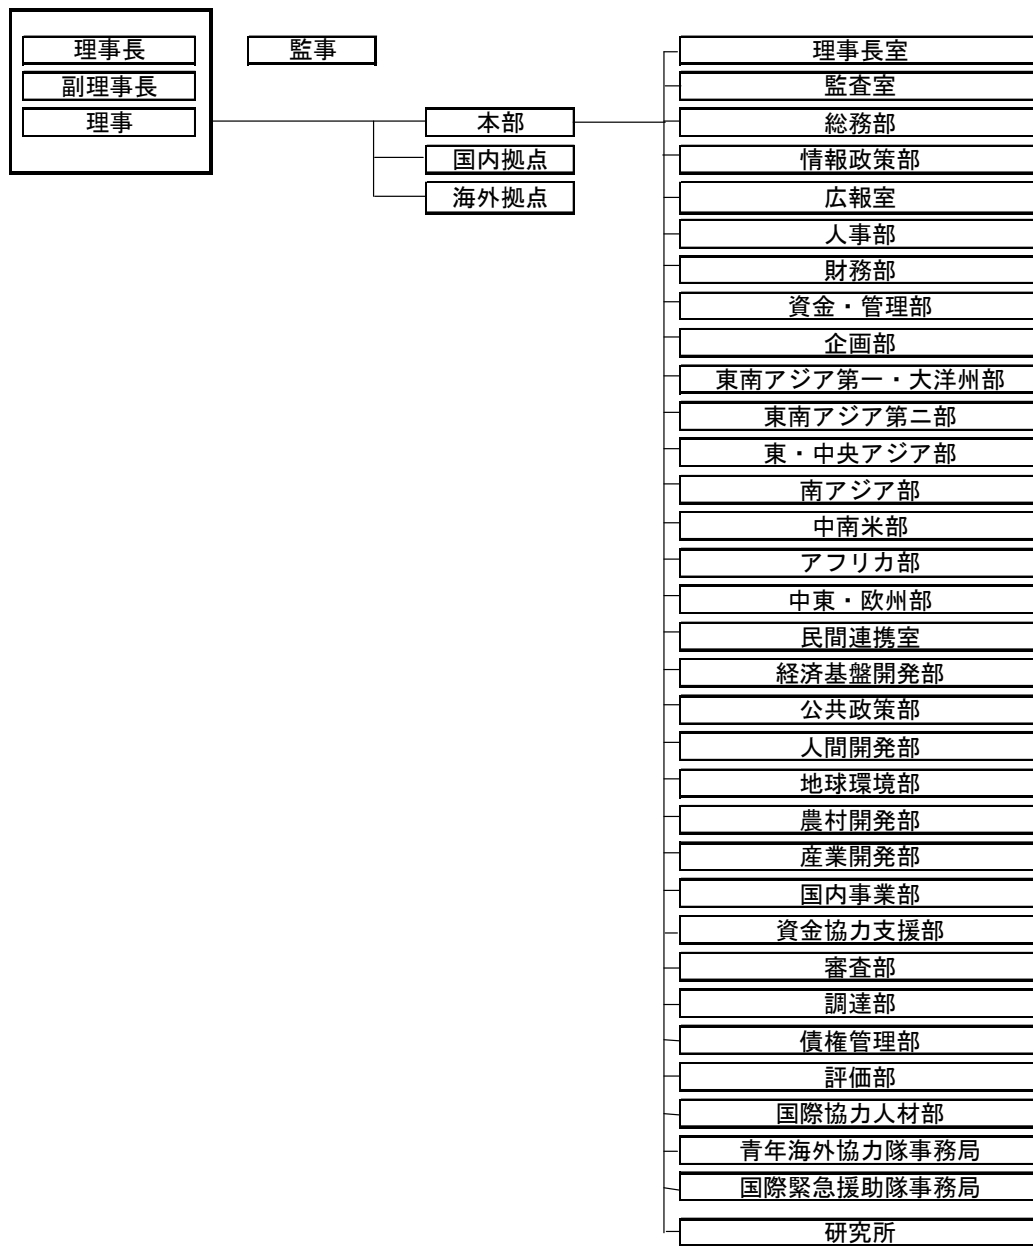 理事長
副理事長
理事
監事
本部
国内拠点
海外拠点
理事長室
監査室
総務部
情報政策部
広報室
人事部
財務部
資金・管理部
企画部
東南アジア第一・大洋州部
東南アジア第二部
東・中央アジア部
南アジア部
中南米部
アフリカ部
中東・欧州部
民間連携室
経済基盤開発部
公共政策部
人間開発部
地球環境部
農村開発部
産業開発部
国内事業部
資金協力支援部
審査部
調達部
債権管理部
評価部
国際協力人材部
青年海外協力隊事務局
国際緊急援助隊事務局
研究所